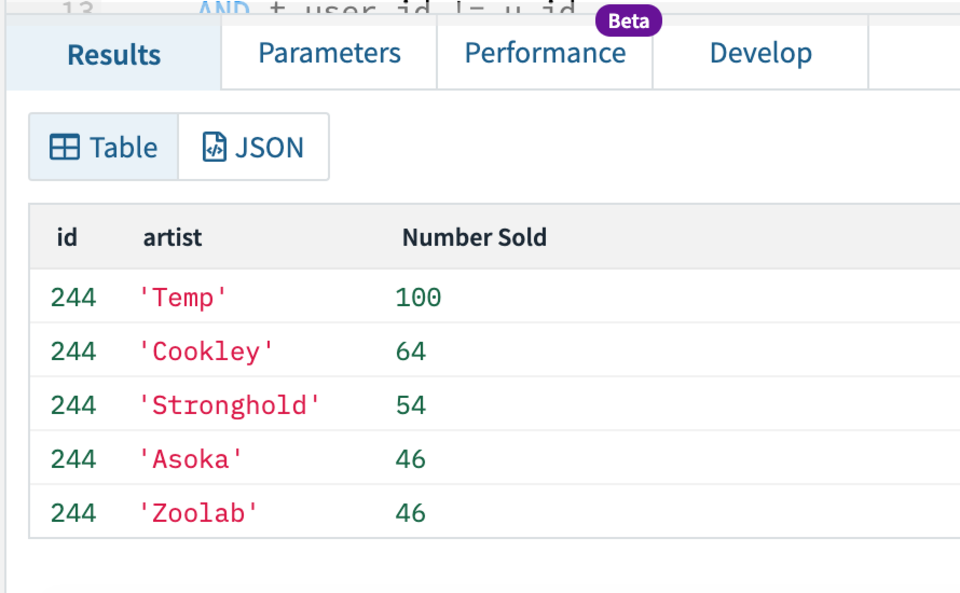 13 AND t.user_id != u.id
Beta
Results Parameters Performance Develop
Table JSON
id artist Number Sold
244 'Temp' 100
244 'Cookley' 64
244 'Stronghold' 54
244 'Asoka' 46
244 'Zoolab' 46